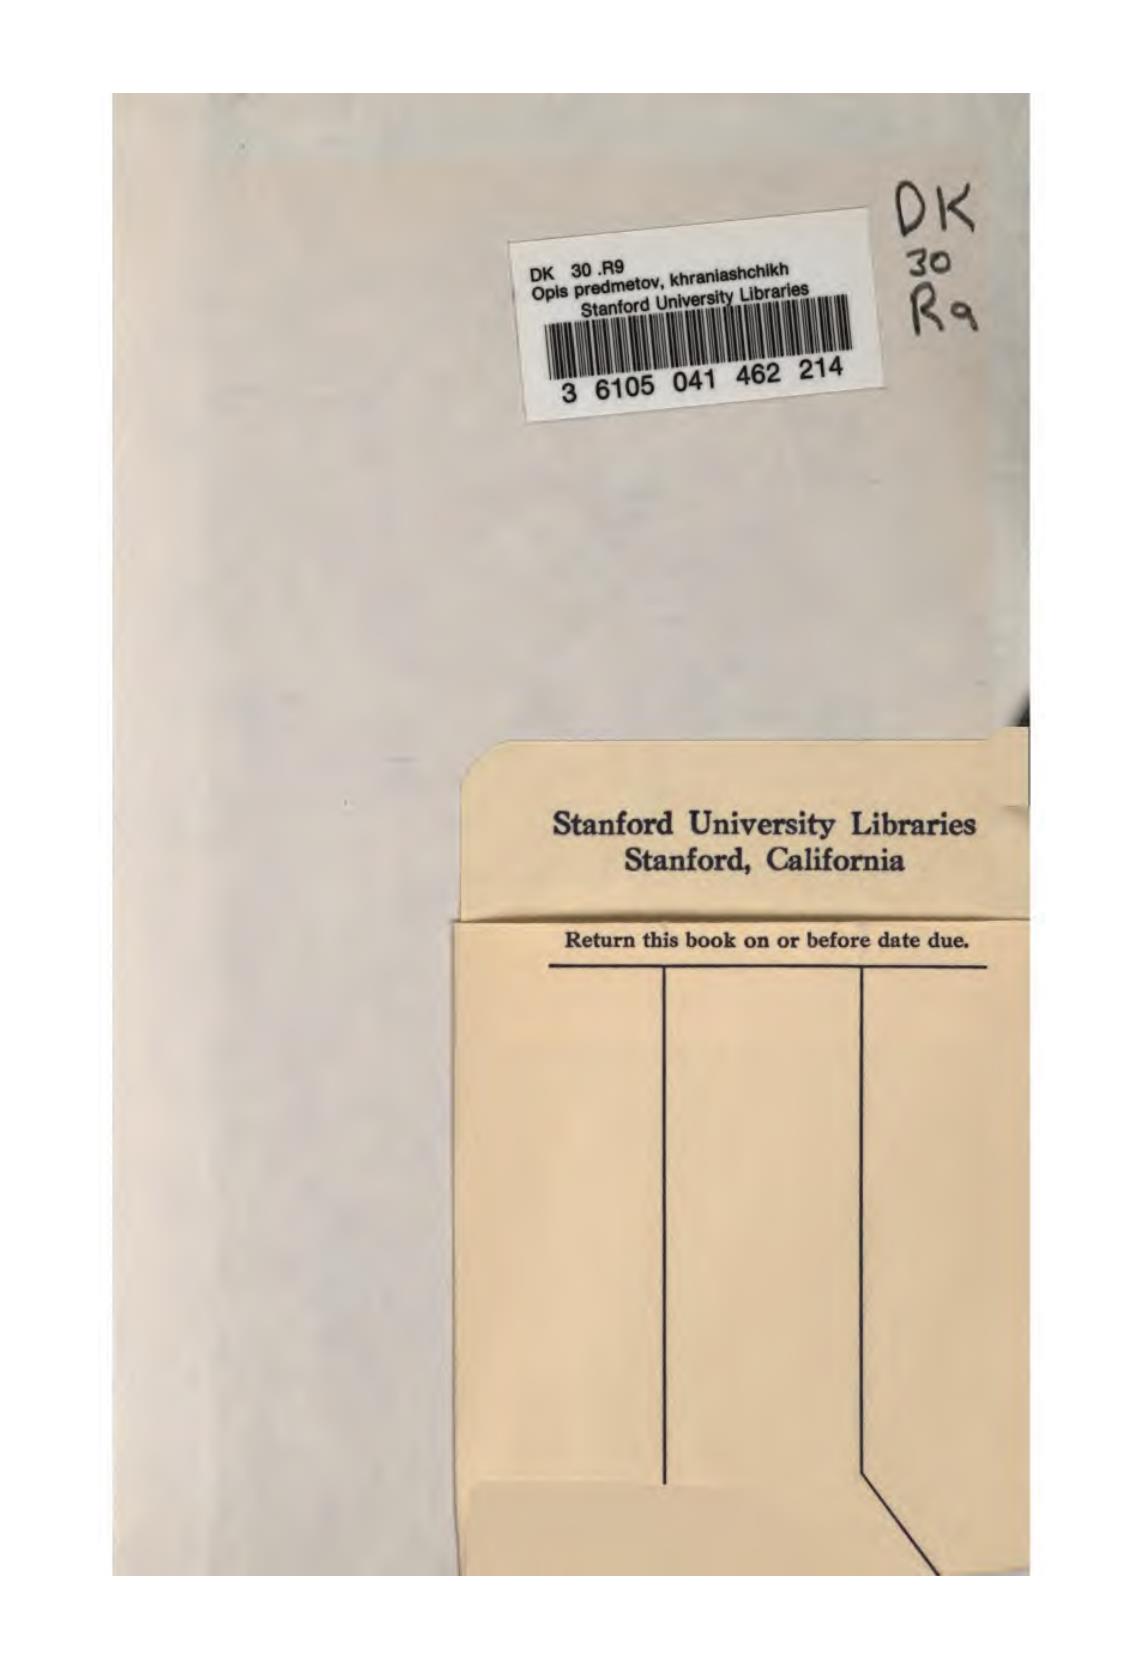 DK
30
R9
DK 30 .R9
Opis predmetov, khraniashchikh
Stanford University Libraries
3 6105 041 462 214
Stanford University Libraries
Stanford, California
Return this book on or before date due.